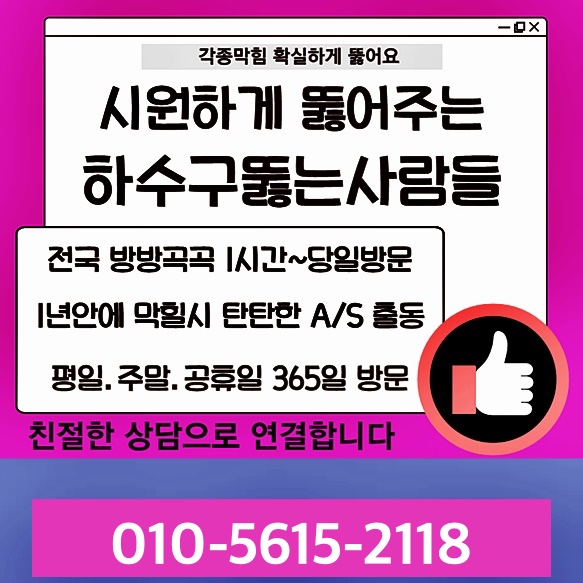 각종막힘 확실하게 뚫어요
시원하게 뚫어주는
하수구뚫는사람들
전국 방방곡곡 1시간~당일방문
1년안에 막힐시 탄탄한 A/S 출동
평일. 주말. 공휴일 365일 방문
친절한 상담으로 연결합니다
010-5615-2118